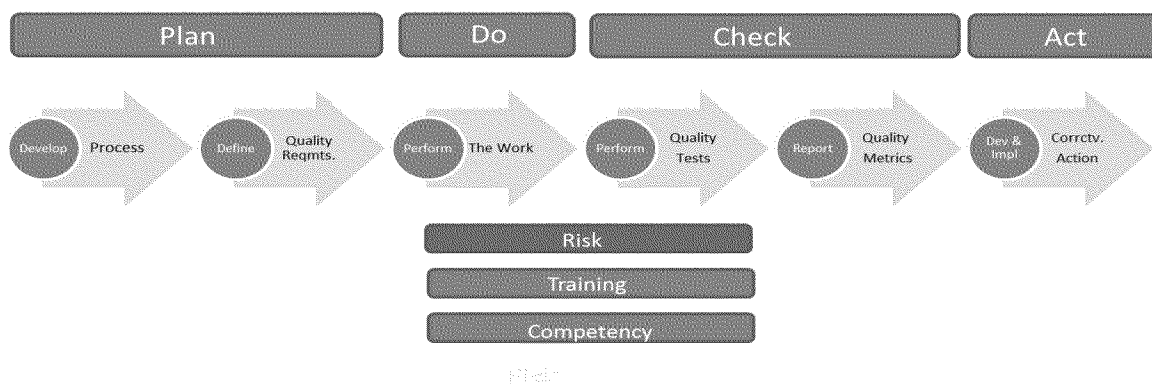 Plan
Do
Check
Act
Develop
Process
Define
Quality
Reqmts.
Perform
The Work
Perform
Quality
Tests
Report
Quality
Metrics
Dev &
Impl
Corrctv.
Action
Risk
Training
Competency